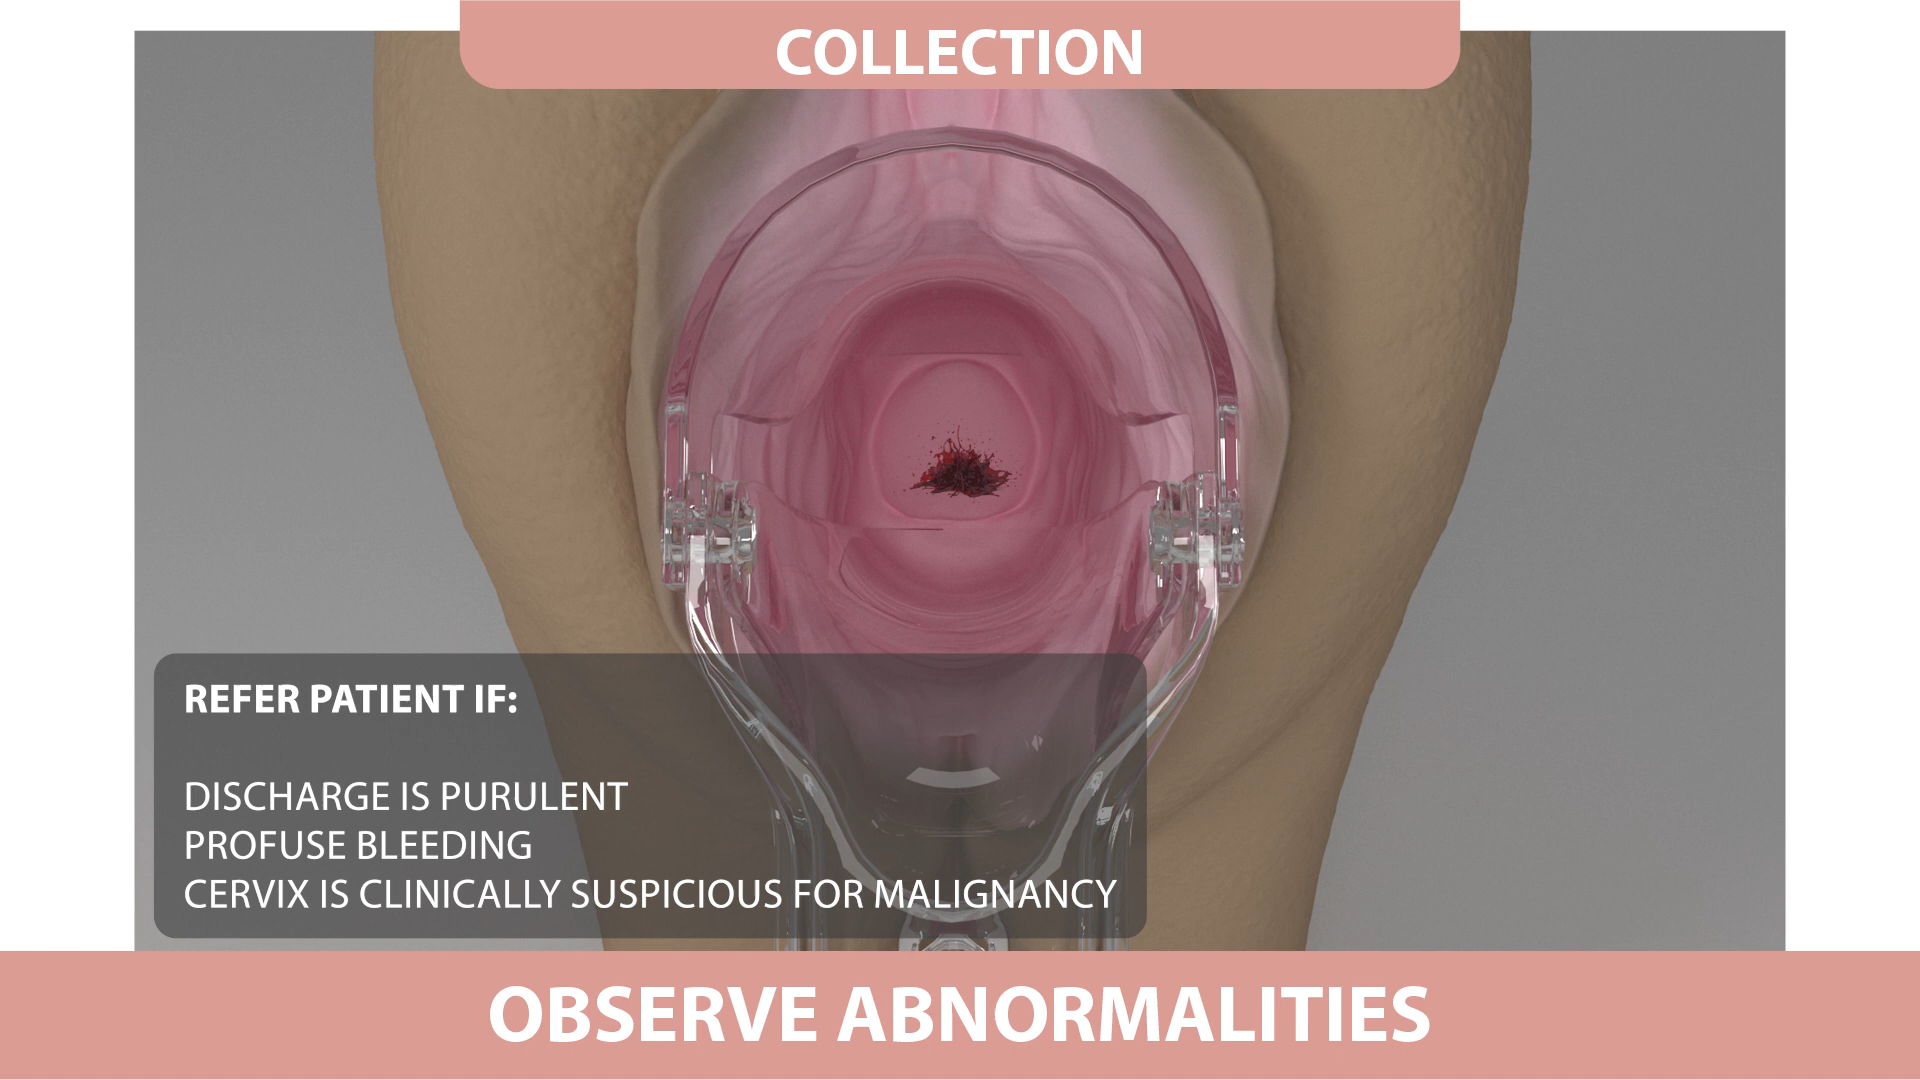 COLLECTION
REFER PATIENT IF:
DISCHARGE IS PURULENT
PROFUSE BLEEDING
CERVIX IS CLINICALLY SUSPICIOUS FOR MALIGNANCY
OBSERVE ABNORMALITIES